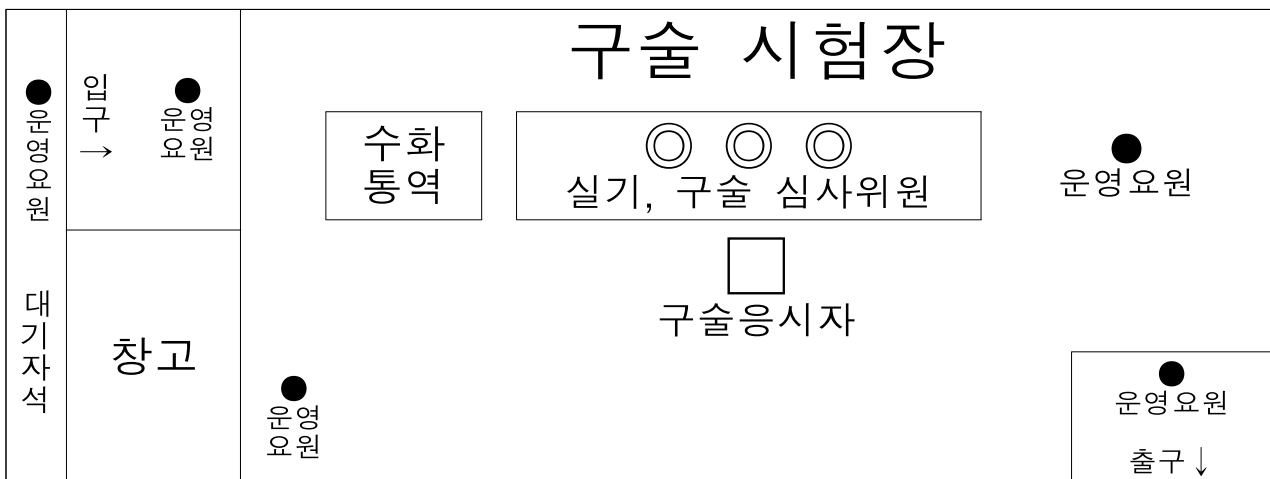 구술 시험장
운영요원
대기자석
입구
→
운영
요원
창고
수화
통역
실기, 구술 심사위원
구술응시자
운영요원
운영
요원
운영요원
출구 ↓